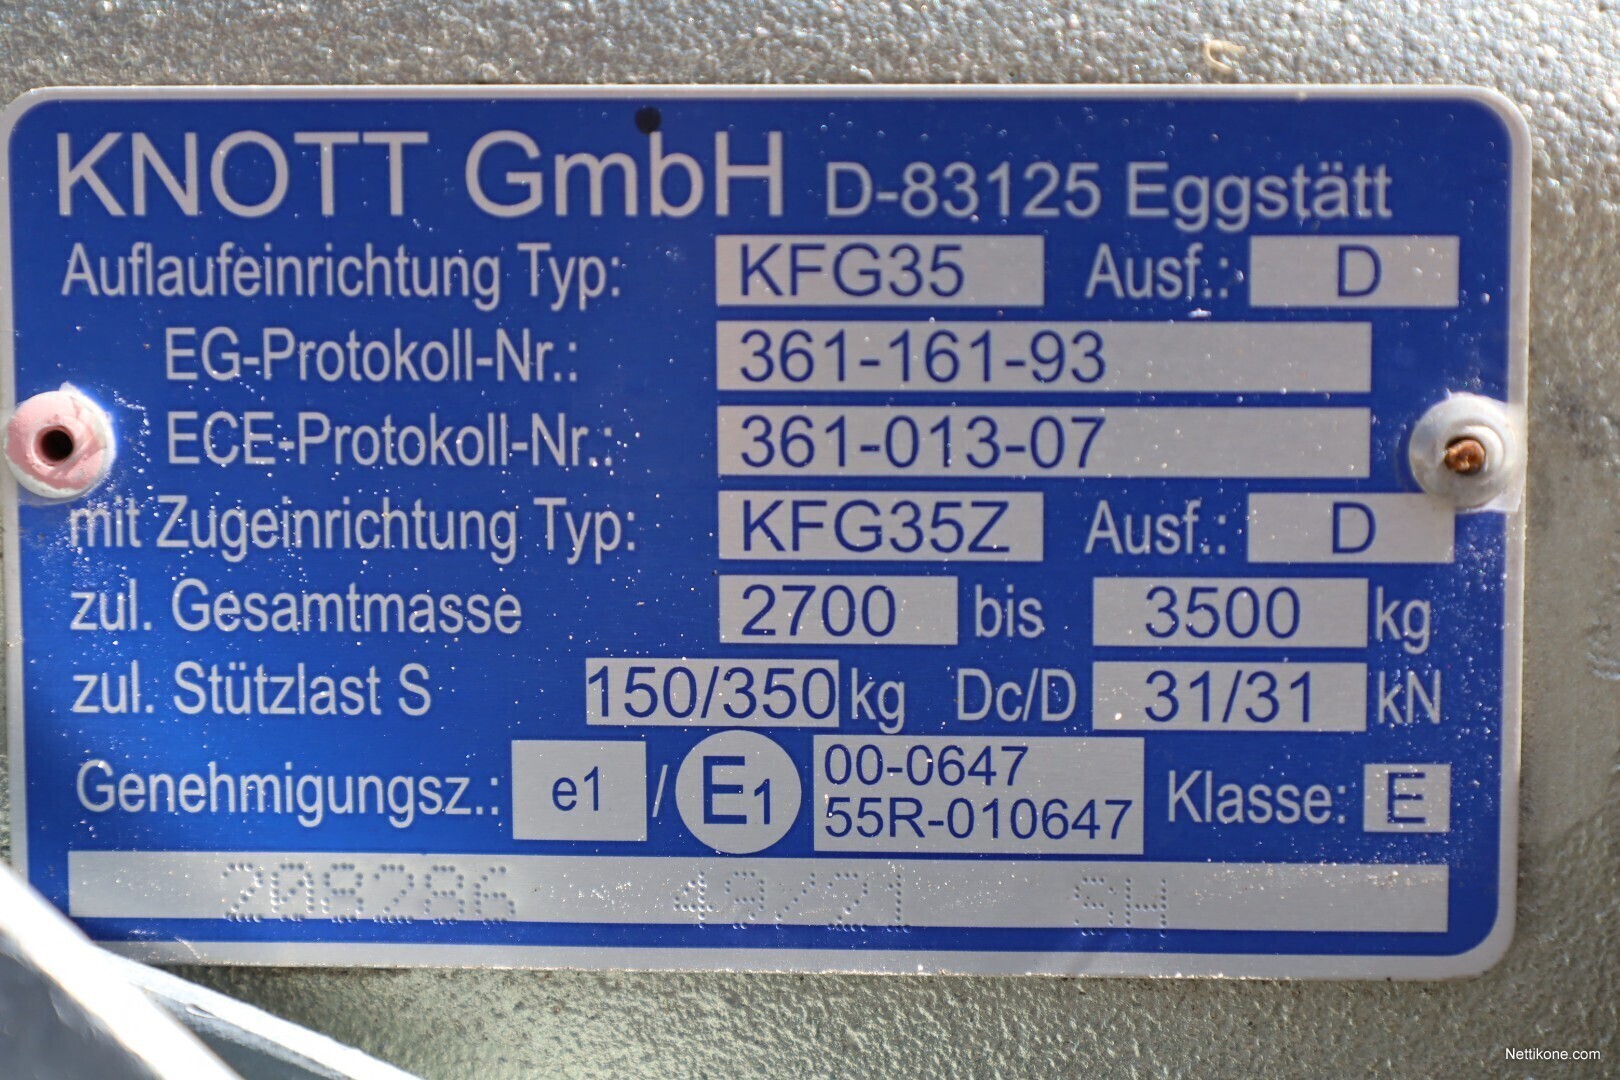 KNOTT GmbH D-83125 Eggstätt
Auflaufeinrichtung Typ: KFG35 Ausf.: D
EG-Protokoll-Nr.: 361-161-93
ECE-Protokoll-Nr.: 361-013-07
mit Zugeinrichtung Typ: KFG35Z Ausf.: D
zul. Gesamtmasse 2700 bis 3500 kg
zul. Stützlast S 150/350 kg Dc/D 31/31 kN
Genehmigungsz.: e1 / E1 00-0647 Klasse: E
55R-010647
208286 49/21 SH
Nettikone.com